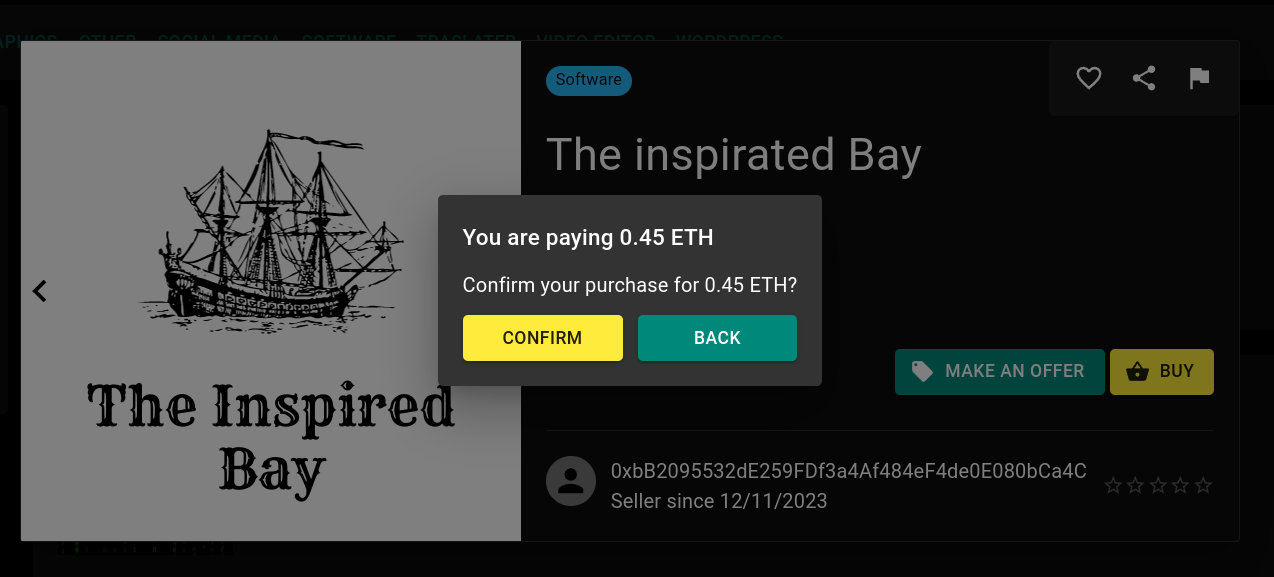 APHICS OTHER SOCIAL MEDIA SOFTWARE TRASLATER VIDEO EDITOR WORDPRESS
Software
The inspirated Bay
You are paying 0.45 ETH
Confirm your purchase for 0.45 ETH?
CONFIRM BACK
MAKE AN OFFER BUY
The Inspired
Bay
0xbB2095532dE259FDf3a4Af484eF4de0E080bCa4C
Seller since 12/11/2023